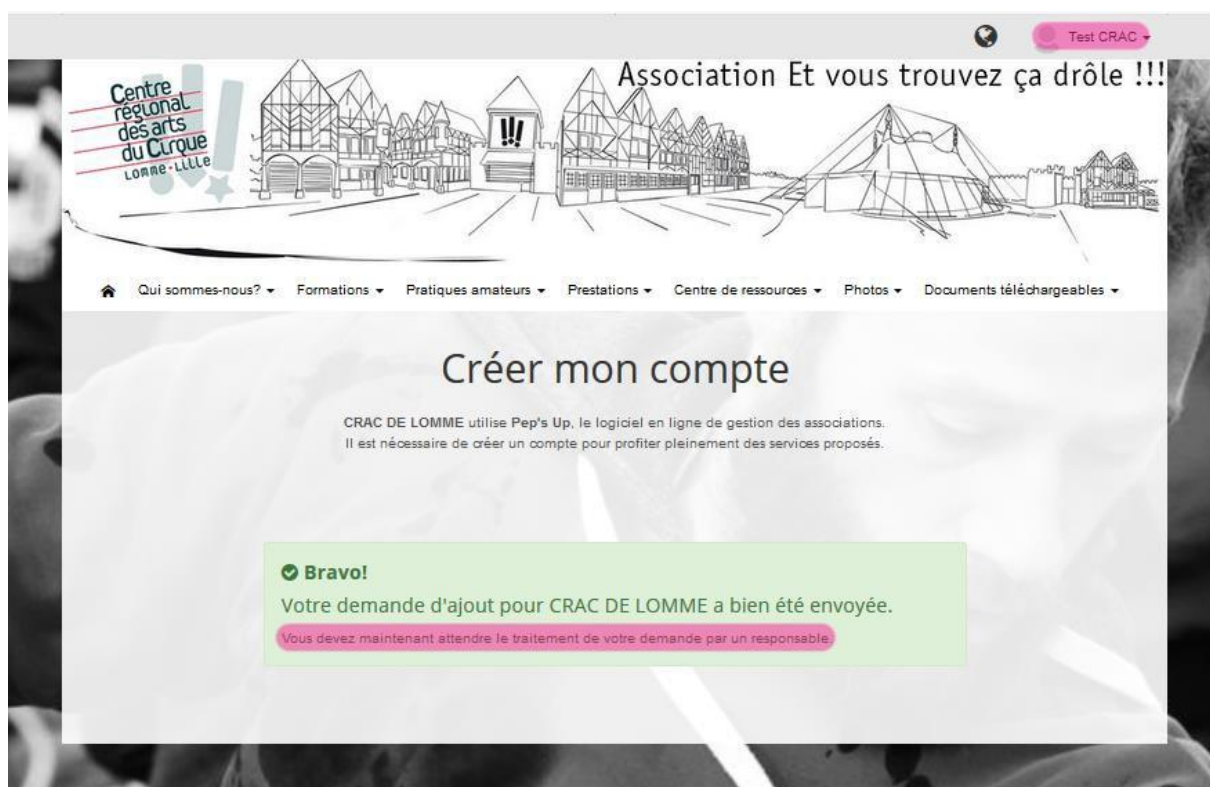 Test CRAC
Association Et vous trouvez ça drôle !!!
Centre
régional
des arts
du Cirque
Lomme • Lille
!!!
Qui sommes-nous? Formations Pratiques amateurs Prestations Centre de ressources Photos Documents téléchargeables
Créer mon compte
CRAC DE LOMME utilise Pep's Up, le logiciel en ligne de gestion des associations.
Il est nécessaire de créer un compte pour profiter pleinement des services proposés.
Bravo!
Votre demande d'ajout pour CRAC DE LOMME a bien été envoyée.
Vous devez maintenant attendre le traitement de votre demande par un responsable.